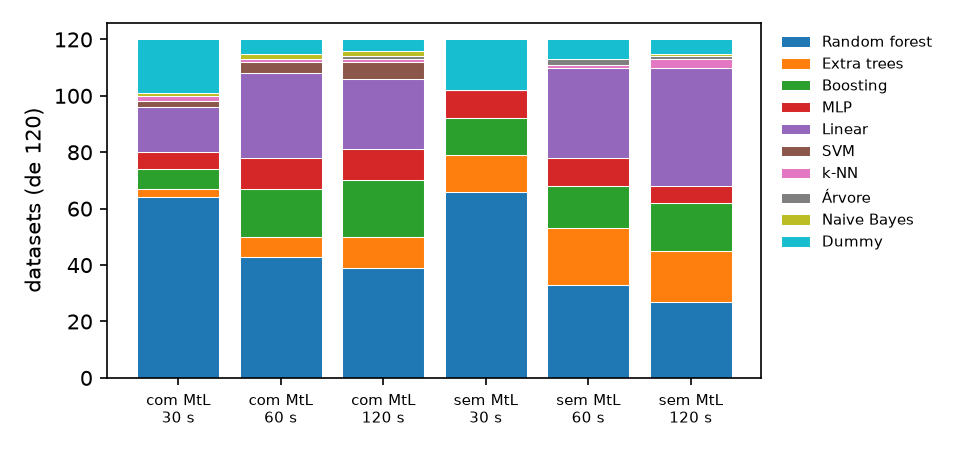 datasets (de 120)
120
100
80
60
40
20
0
com MtL
30 s
com MtL
60 s
com MtL
120 s
sem MtL
30 s
sem MtL
60 s
sem MtL
120 s
Random forest
Extra trees
Boosting
MLP
Linear
SVM
k-NN
Árvore
Naive Bayes
Dummy